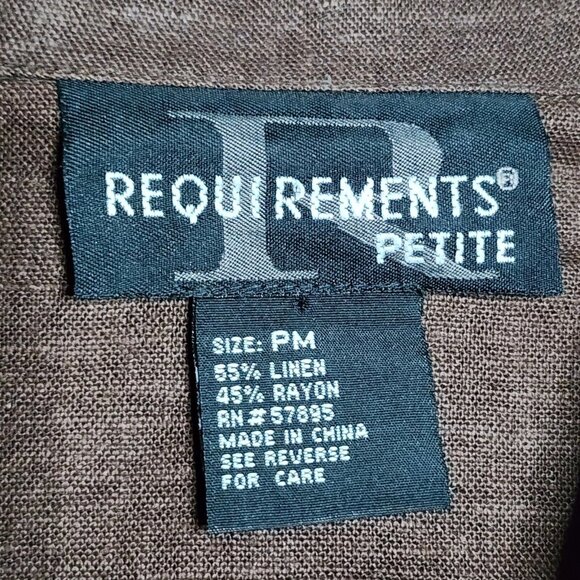 R
REQUIREMENTS®
PETITE
SIZE: PM
55% LINEN
45% RAYON
RN#57895
MADE IN CHINA
SEE REVERSE
FOR CARE